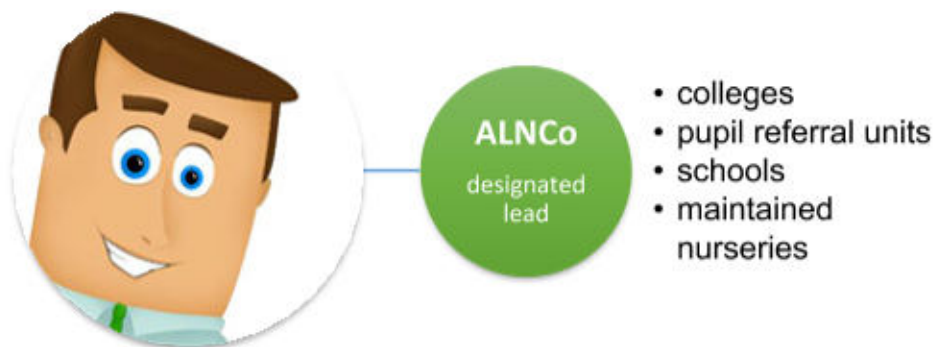 ALNCo
designated
lead
• colleges
• pupil referral units
• schools
• maintained
nurseries